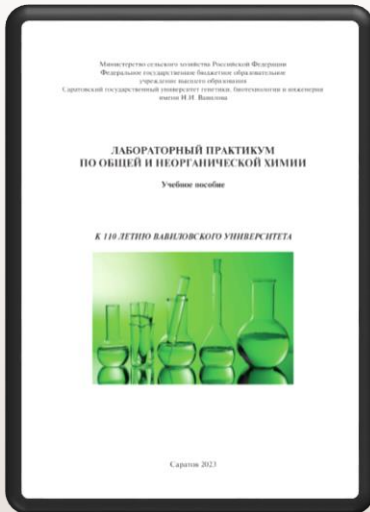 Министерство сельского хозяйства Российской Федерации
Федеральное государственное бюджетное образовательное
учреждение высшего образования
Саратовский государственный университет генетики, биотехнологии и инженерии
имени Н.И. Вавилова
ЛАБОРАТОРНЫЙ ПРАКТИКУМ
ПО ОБЩЕЙ И НЕОРГАНИЧЕСКОЙ ХИМИИ
Учебное пособие
К 110 ЛЕТИЮ ВАВИЛОВСКОГО УНИВЕРСИТЕТА
Саратов 2023